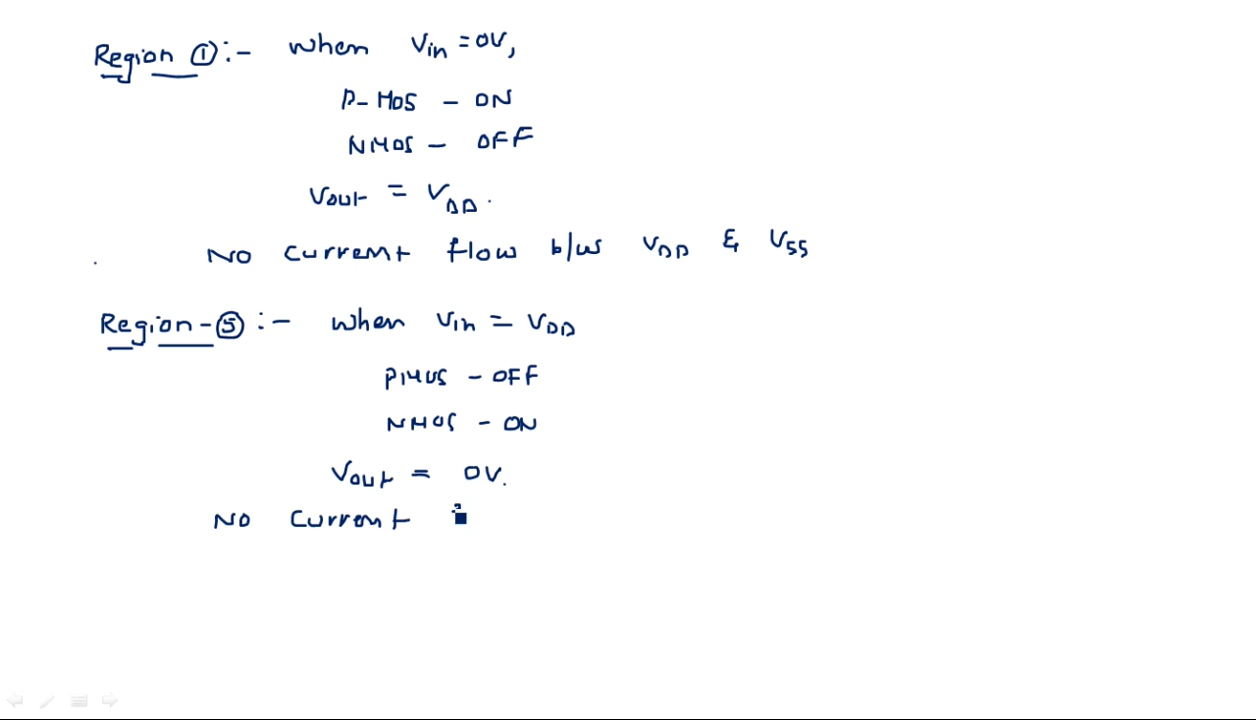 Region ① :- when Vin = 0V,
P-MOS - ON
NMOS - OFF
Vout = VDD.
NO Current flow b/w VDD & VSS
Region-⑤ :- when Vin = VDD
PMOS - OFF
NMOS - ON
Vout = 0V.
NO Current